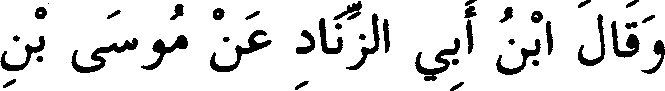 وَقَالَ ابْنُ أَبِي الزِّنَادِ عَنْ مُوسَى بْنِ